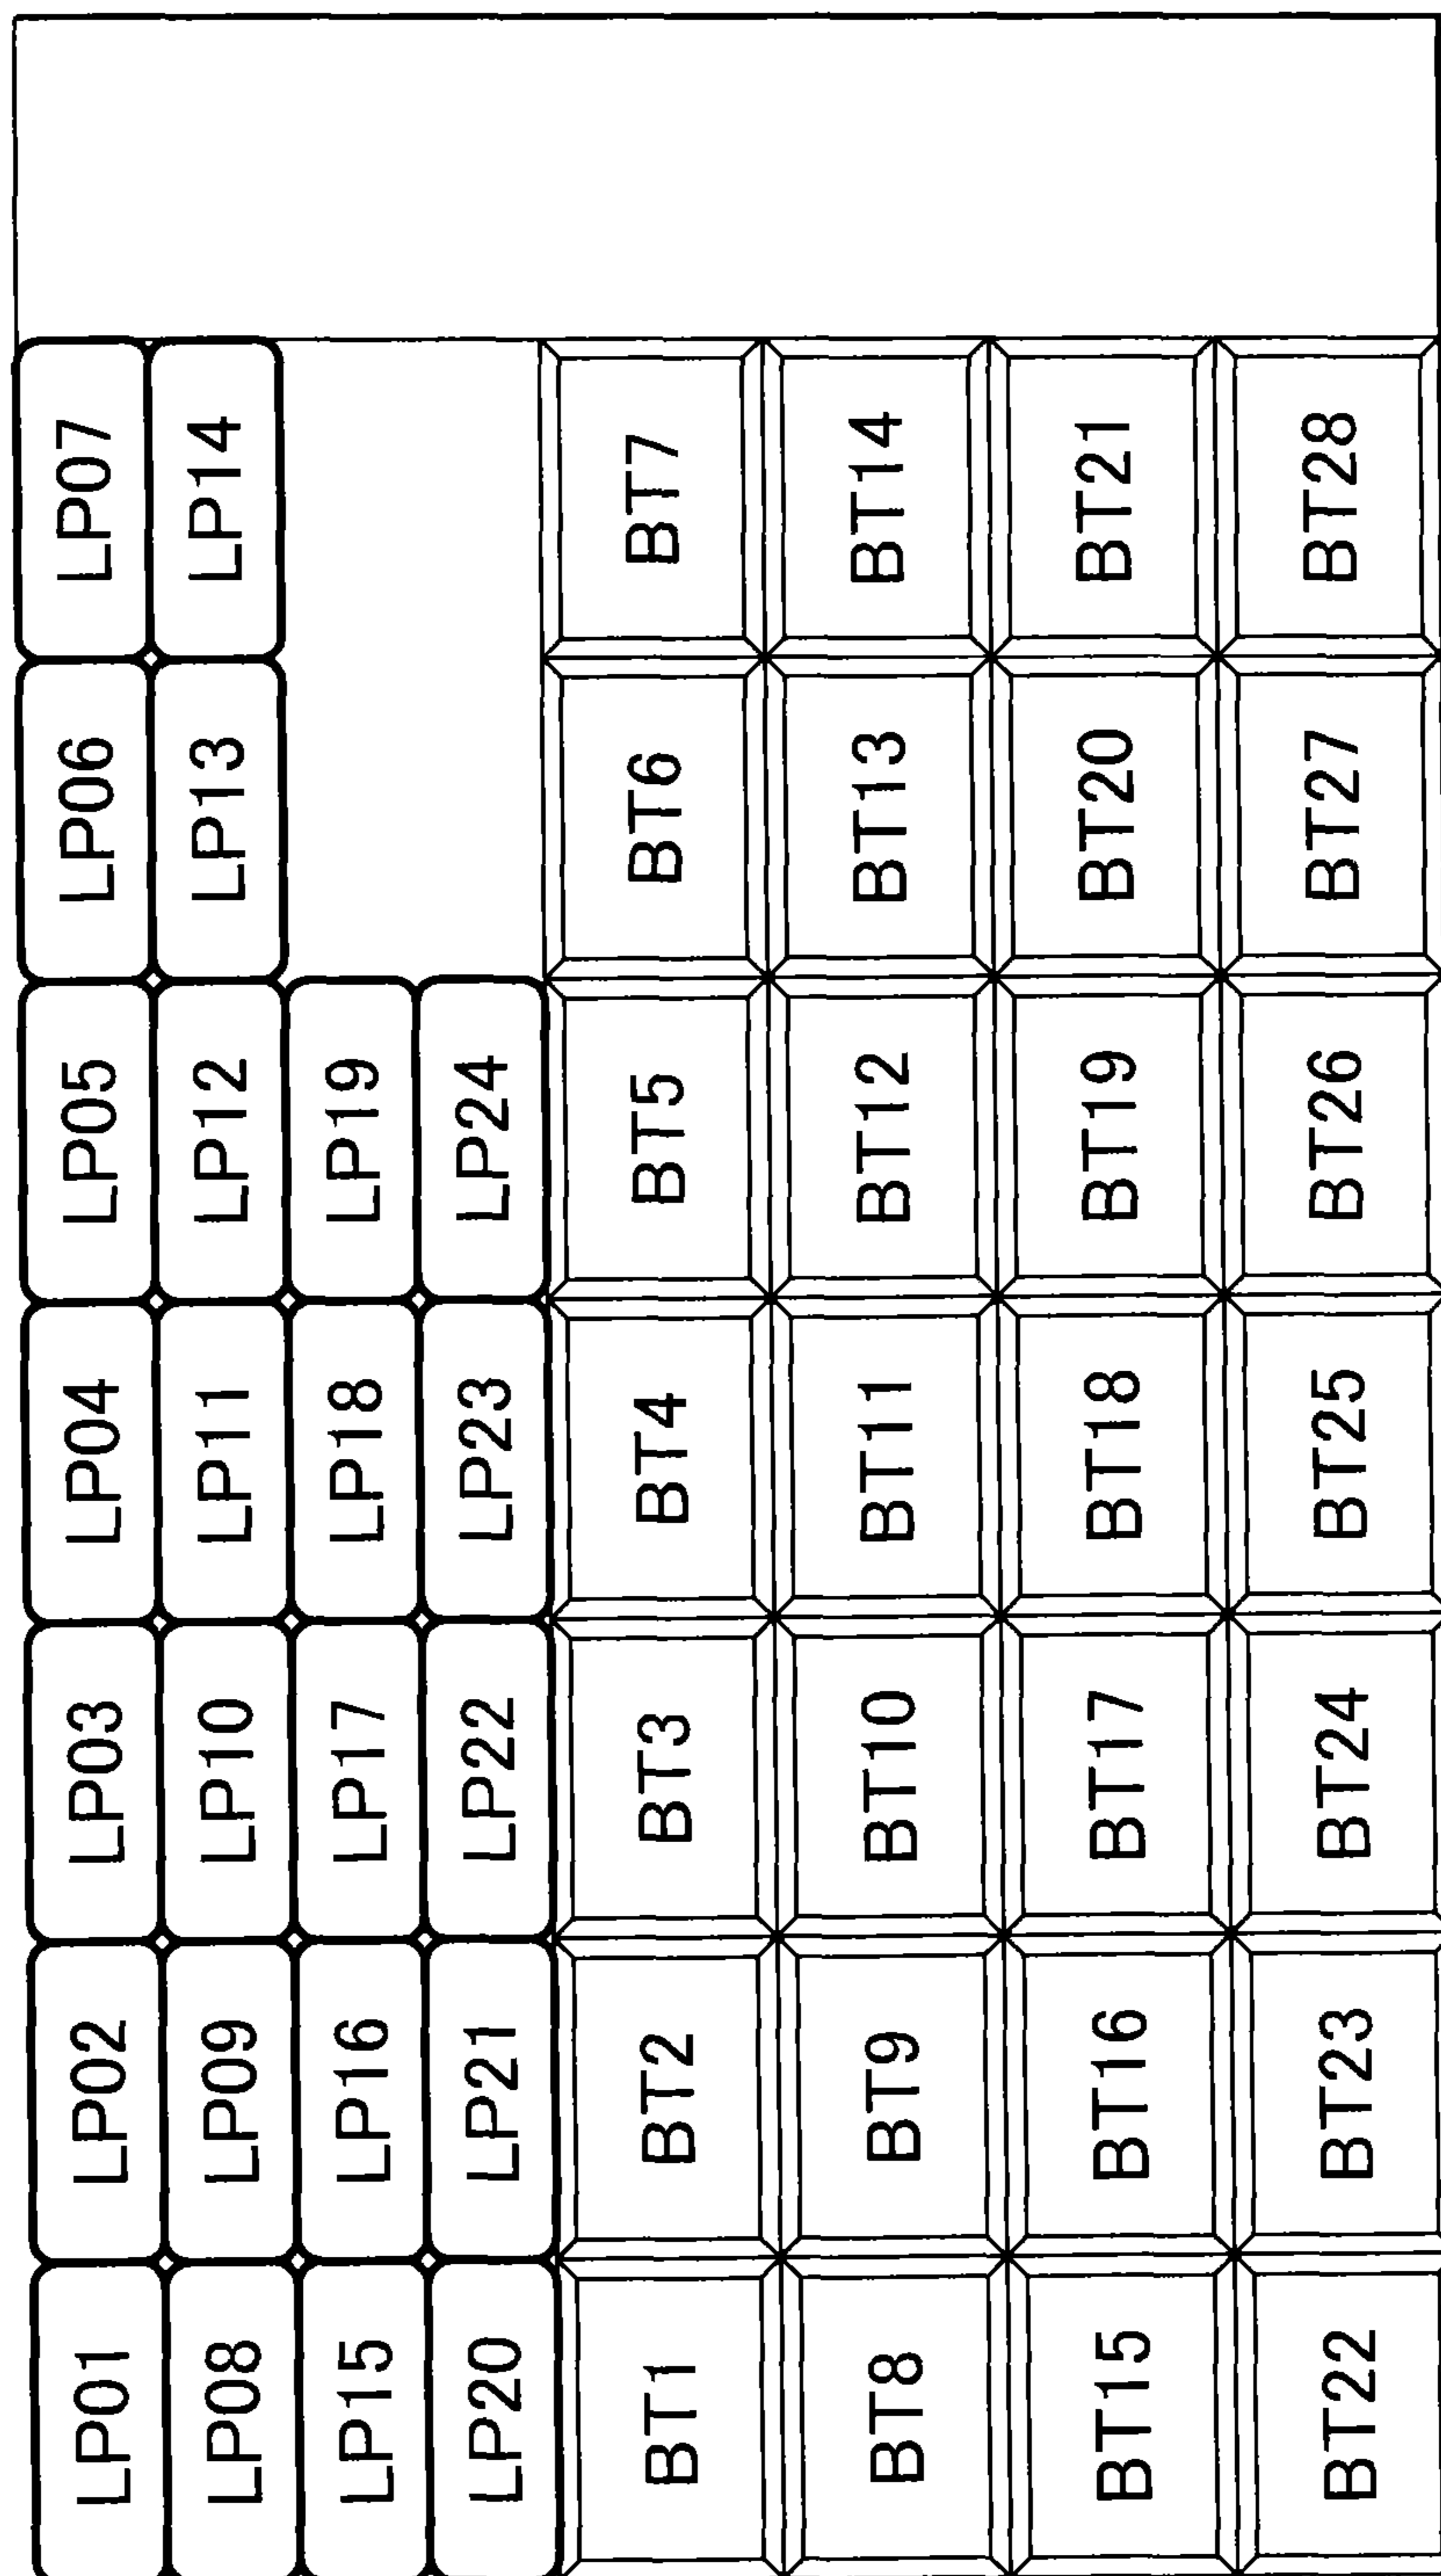 LP01 LP02 LP03 LP04 LP05 LP06 LP07
LP08 LP09 LP10 LP11 LP12 LP13 LP14
LP15 LP16 LP17 LP18 LP19
LP20 LP21 LP22 LP23 LP24
BT1 BT2 BT3 BT4 BT5 BT6 BT7
BT8 BT9 BT10 BT11 BT12 BT13 BT14
BT15 BT16 BT17 BT18 BT19 BT20 BT21
BT22 BT23 BT24 BT25 BT26 BT27 BT28